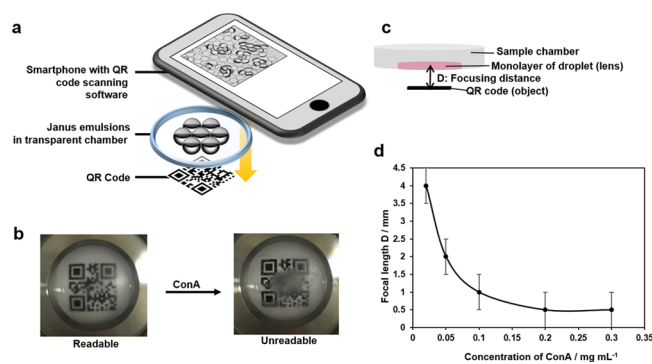 a
Smartphone with QR
code scanning
software
Janus emulsions
in transparent chamber
QR Code
b
ConA
Readable
Unreadable
c
Sample chamber
Monolayer of droplet (lens)
D: Focusing distance
QR code (object)
d
Focal length D / mm
4.5
4
3.5
3
2.5
2
1.5
1
0.5
0
0
0.05
0.1
0.15
0.2
0.25
0.3
0.35
Concentration of ConA / mg mL⁻¹